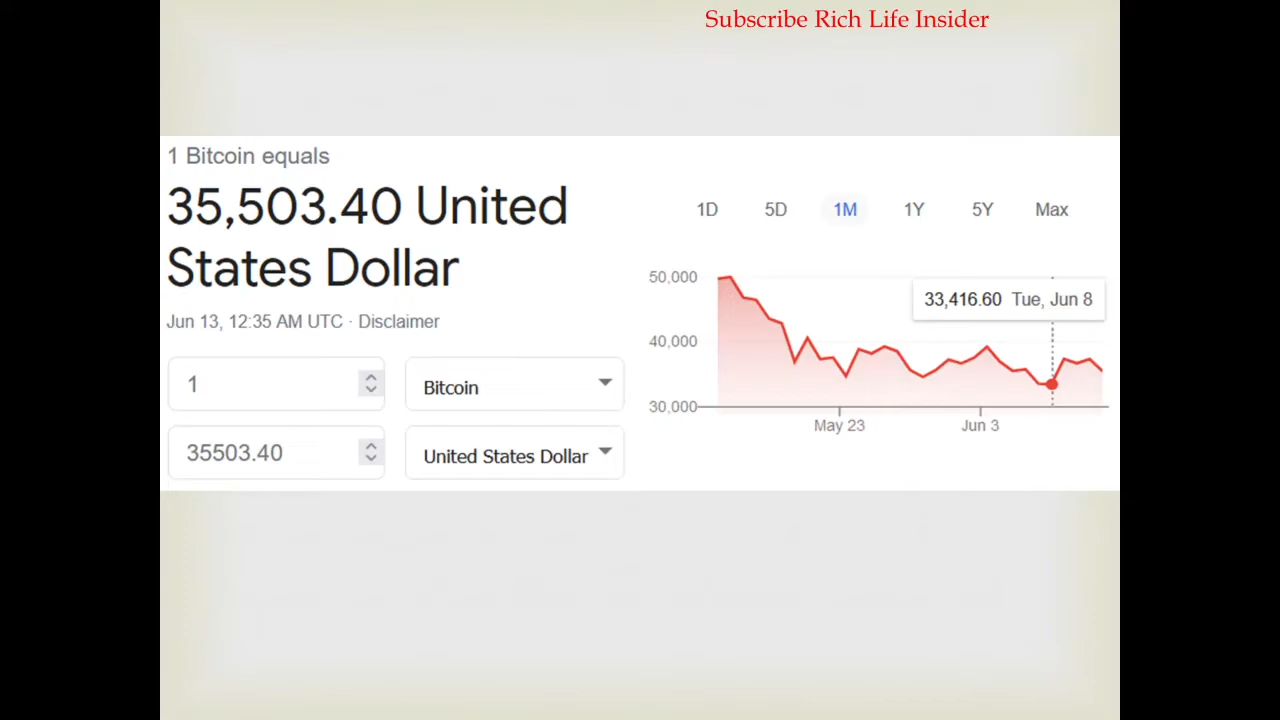 Subscribe Rich Life Insider
1 Bitcoin equals
35,503.40 United
States Dollar
Jun 13, 12:35 AM UTC · Disclaimer
1
Bitcoin
35503.40
United States Dollar
1D 5D 1M 1Y 5Y Max
50,000
33,416.60 Tue, Jun 8
40,000
30,000
May 23 Jun 3